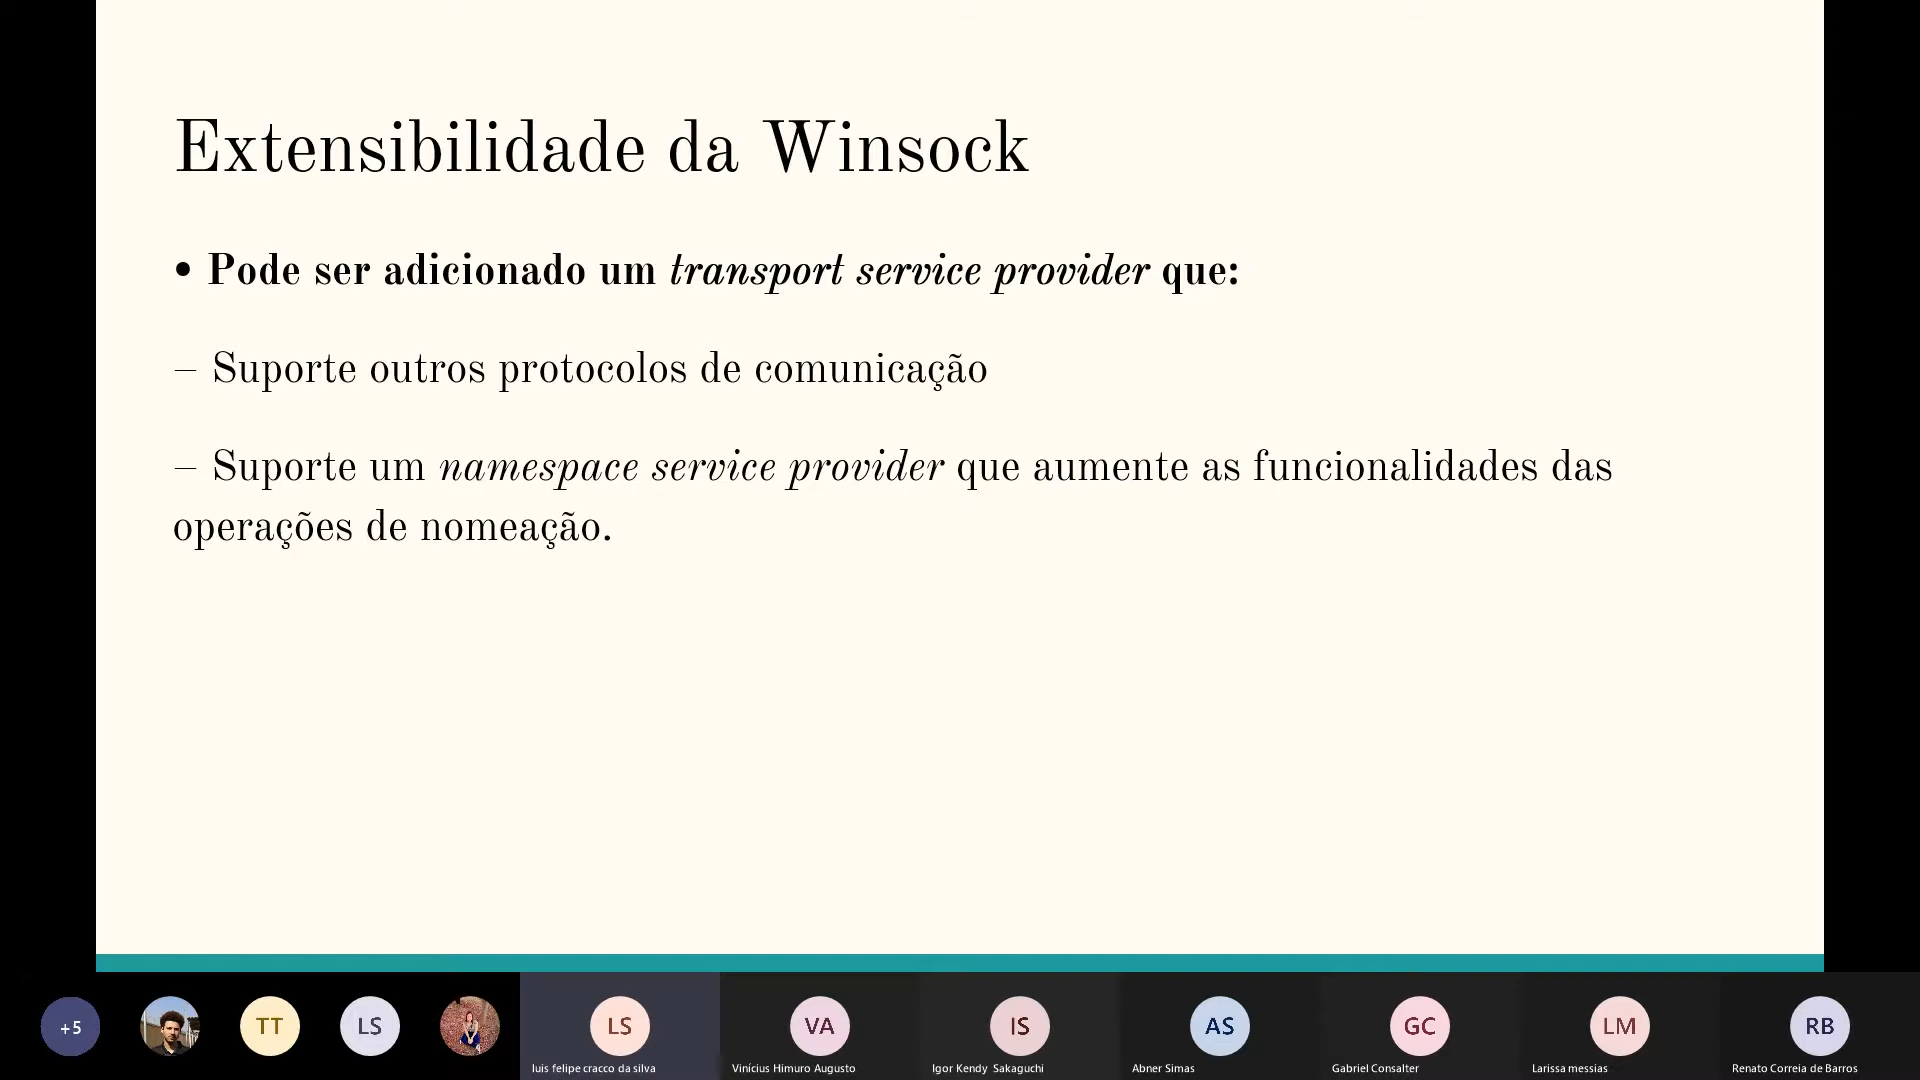 Extensibilidade da Winsock
• Pode ser adicionado um transport service provider que:
– Suporte outros protocolos de comunicação
– Suporte um namespace service provider que aumente as funcionalidades das
operações de nomeação.
+5
TT
LS
LS
VA
IS
AS
GC
LM
RB
luis felipe cracco da silva
Vinícius Himuro Augusto
Igor Kendy Sakaguchi
Abner Simas
Gabriel Consalter
Larissa messias
Renato Correia de Barros